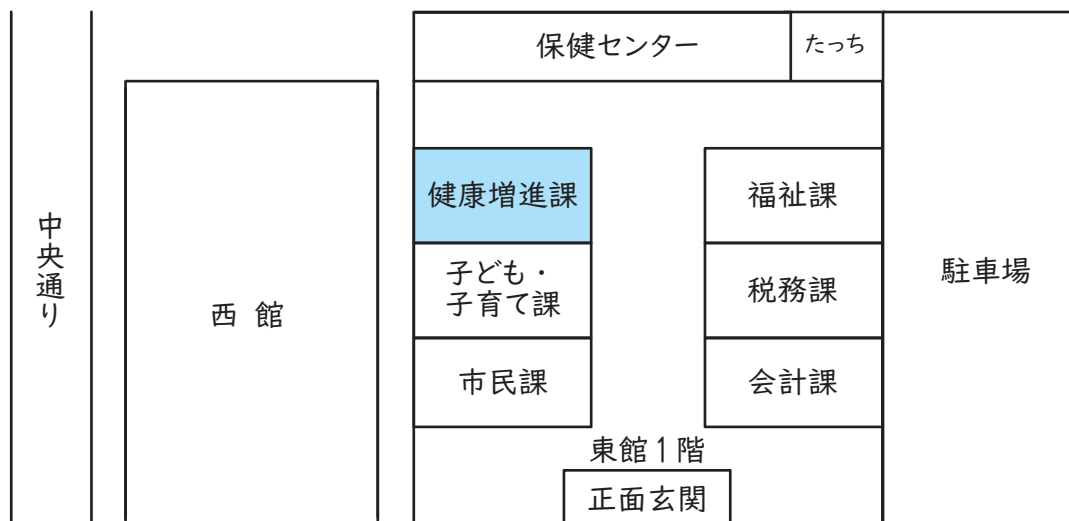 保健センター
たっち
健康増進課
福祉課
子ども・
子育て課
税務課
市民課
会計課
東館1階
正面玄関
中央通り
西館
駐車場